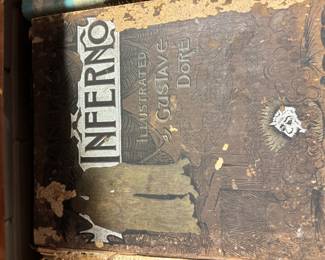 INFERNO
ILLUSTRATED
BY GUSTAVE
DORÉ